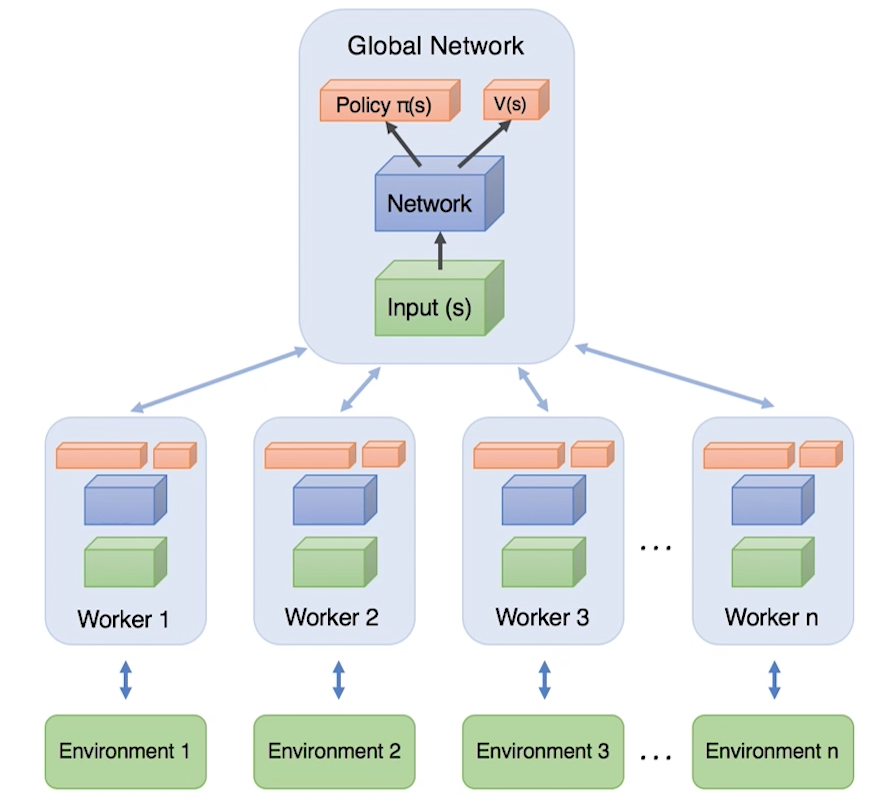 Global Network
Policy π(s)
V(s)
Network
Input (s)
Worker 1
Worker 2
Worker 3
...
Worker n
Environment 1
Environment 2
Environment 3
...
Environment n